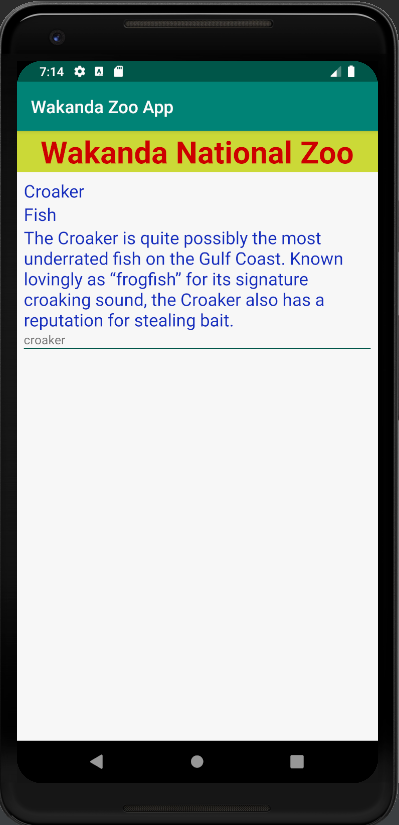 7:14
Wakanda Zoo App
Wakanda National Zoo
Croaker
Fish
The Croaker is quite possibly the most
underrated fish on the Gulf Coast. Known
lovingly as “frogfish” for its signature
croaking sound, the Croaker also has a
reputation for stealing bait.
croaker